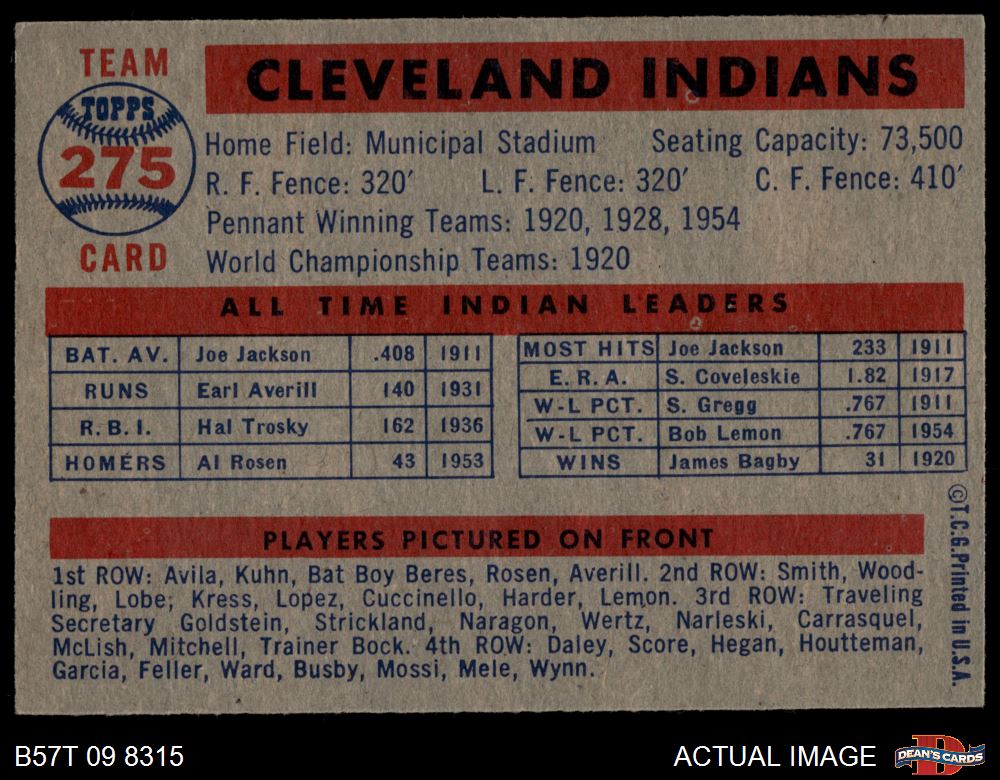 TEAM
TOPPS
275
CARD
CLEVELAND INDIANS
Home Field: Municipal Stadium Seating Capacity: 73,500
R. F. Fence: 320′ L. F. Fence: 320′ C. F. Fence: 410′
Pennant Winning Teams: 1920, 1928, 1954
World Championship Teams: 1920
ALL TIME INDIAN LEADERS
BAT. AV. Joe Jackson .408 1911
RUNS Earl Averill 140 1931
R. B. I. Hal Trosky 162 1936
HOMERS Al Rosen 43 1953
MOST HITS Joe Jackson 233 1911
E. R. A. S. Coveleskie 1.82 1917
W-L PCT. S. Gregg .767 1911
W-L PCT. Bob Lemon .767 1954
WINS James Bagby 31 1920
PLAYERS PICTURED ON FRONT
1st ROW: Avila, Kuhn, Bat Boy Beres, Rosen, Averill. 2nd ROW: Smith, Wood-
ling, Lobe; Kress, Lopez, Cuccinello, Harder, Lemon. 3rd ROW: Traveling
Secretary Goldstein, Strickland, Naragon, Wertz, Narleski, Carrasquel,
McLish, Mitchell, Trainer Bock. 4th ROW: Daley, Score, Hegan, Houtteman,
Garcia, Feller, Ward, Busby, Mossi, Mele, Wynn.
©T.C.G. Printed in U.S.A.
B57T 09 8315
ACTUAL IMAGE
DEAN'S CARDS